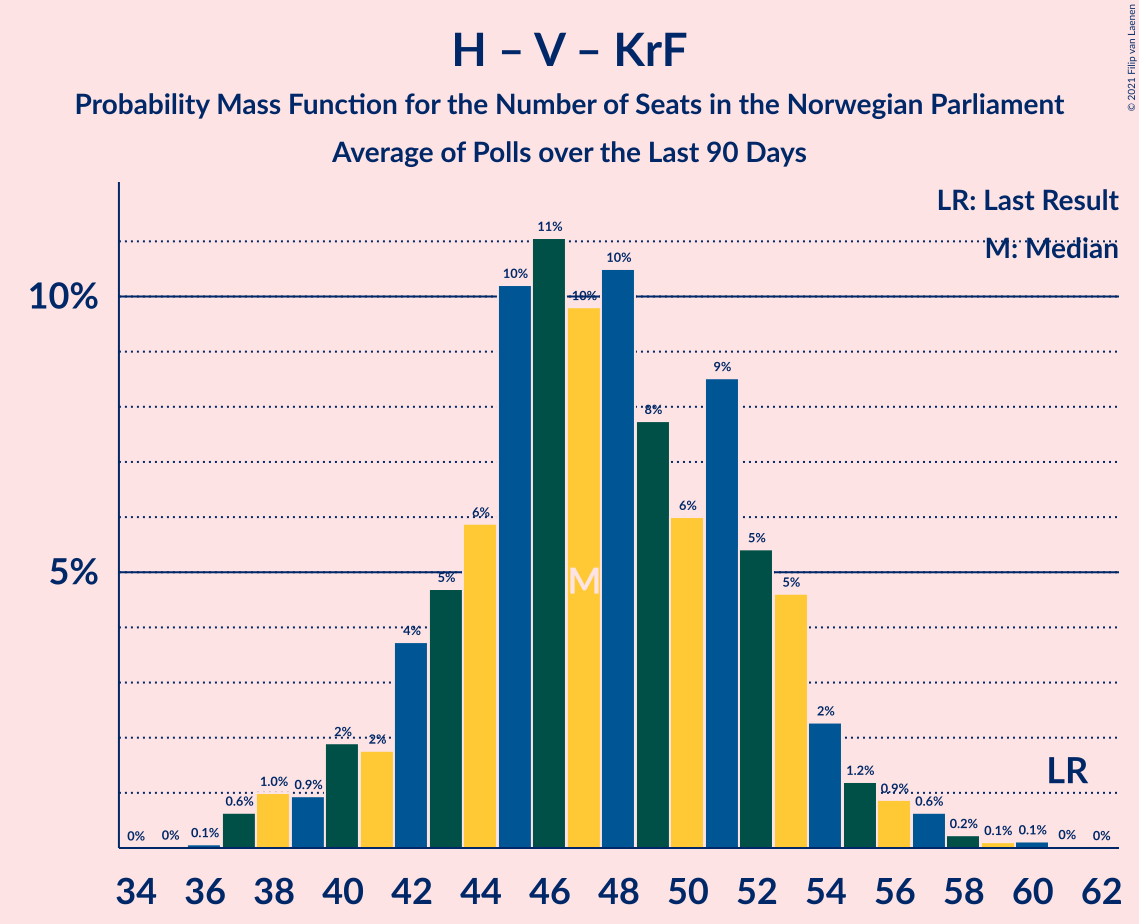 H – V – KrF
Probability Mass Function for the Number of Seats in the Norwegian Parliament
Average of Polls over the Last 90 Days
© 2021 Filip van Laenen
LR: Last Result
M: Median
10%
5%
0% 0% 0.1% 0.6% 1.0% 0.9% 2% 2% 4% 5% 6% 10% 11% 10% 10% 8% 6% 9% 5% 5% 2% 1.2% 0.9% 0.6% 0.2% 0.1% 0.1% 0% 0%
M
LR
34 36 38 40 42 44 46 48 50 52 54 56 58 60 62